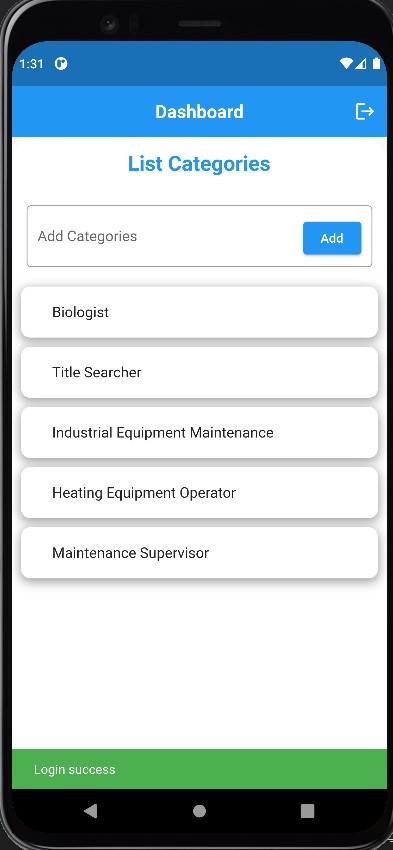 1:31
Dashboard
List Categories
Add Categories
Add
Biologist
Title Searcher
Industrial Equipment Maintenance
Heating Equipment Operator
Maintenance Supervisor
Login success